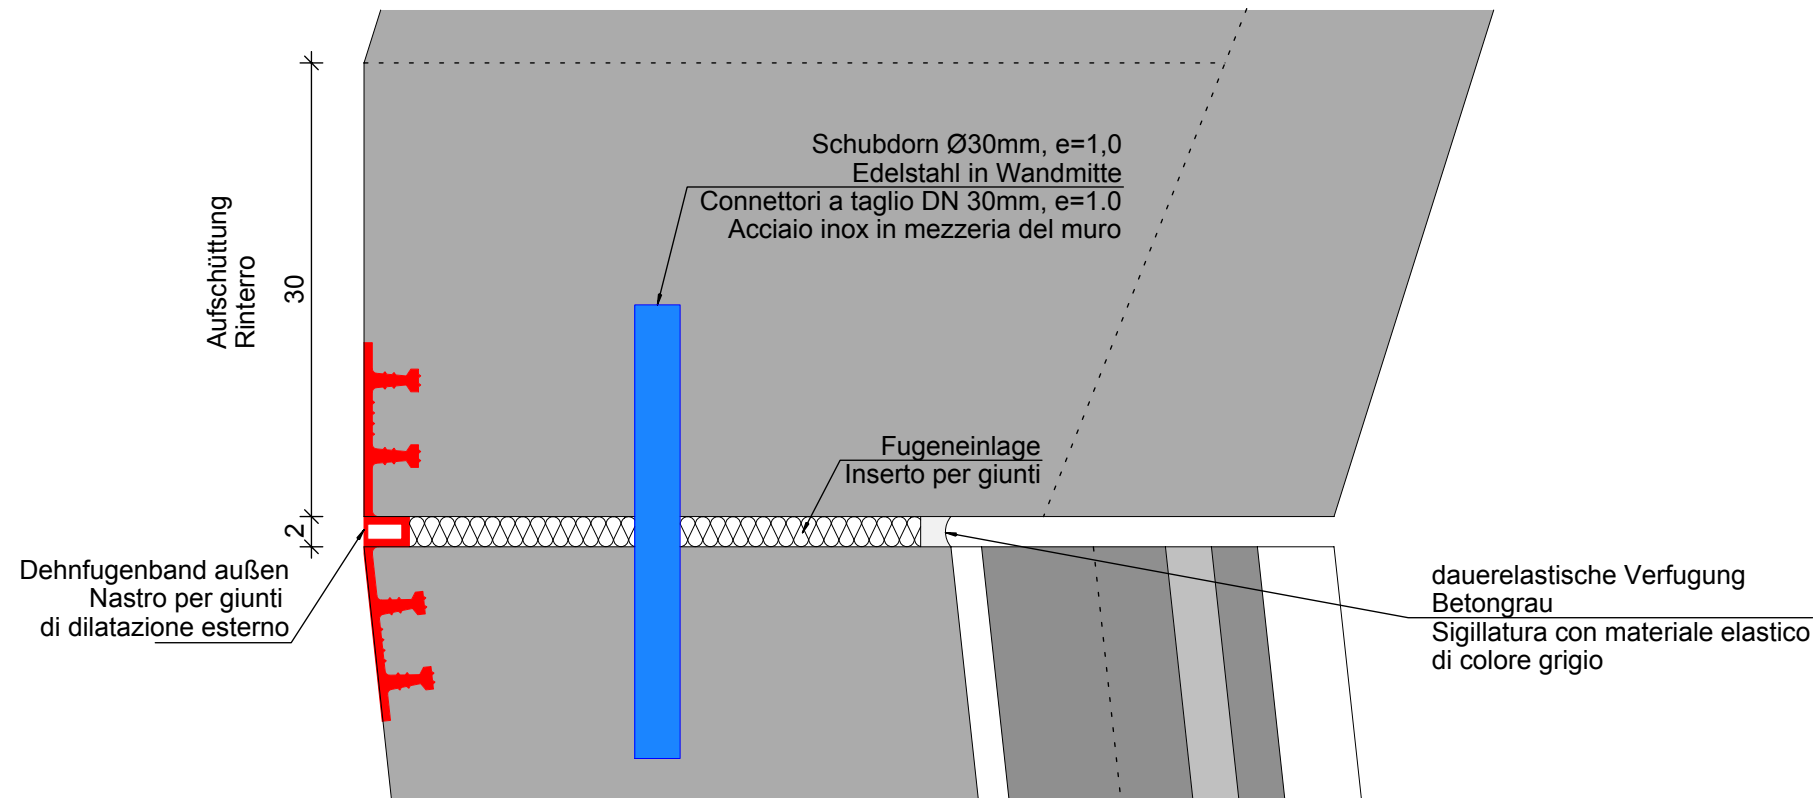 Schubdorn Ø30mm, e=1,0
Edelstahl in Wandmitte
Connettori a taglio DN 30mm, e=1.0
Acciaio inox in mezzeria del muro
Aufschüttung
Rinterro
30
Fugeneinlage
Inserto per giunti
2
Dehnfugenband außen
Nastro per giunti
di dilatazione esterno
dauerelastische Verfugung
Betongrau
Sigillatura con materiale elastico
di colore grigio